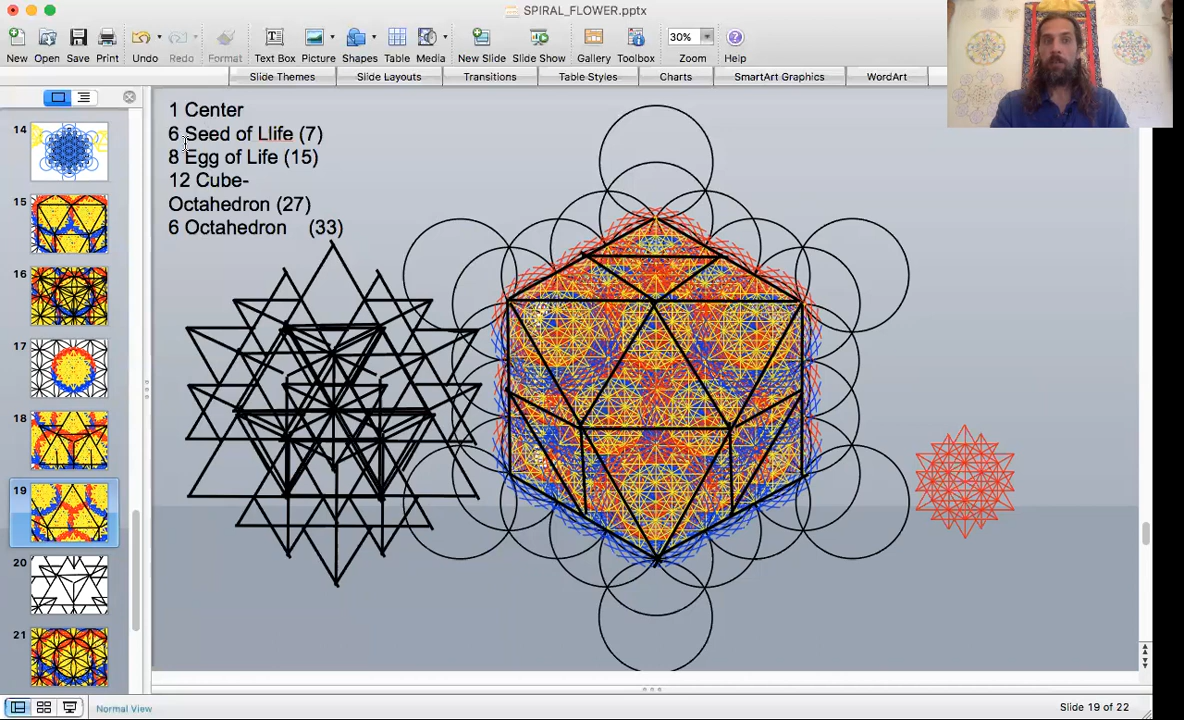 SPIRAL_FLOWER.pptx
New Open Save Print Undo Redo Format Text Box Picture Shapes Table Media New Slide Slide Show Gallery Toolbox Zoom Help
30%
Slide Themes Slide Layouts Transitions Table Styles Charts SmartArt Graphics WordArt
1 Center
6 Seed of Llife (7)
8 Egg of Life (15)
12 Cube-
Octahedron (27)
6 Octahedron (33)
14
15
16
17
18
19
20
21
Normal View
Slide 19 of 22